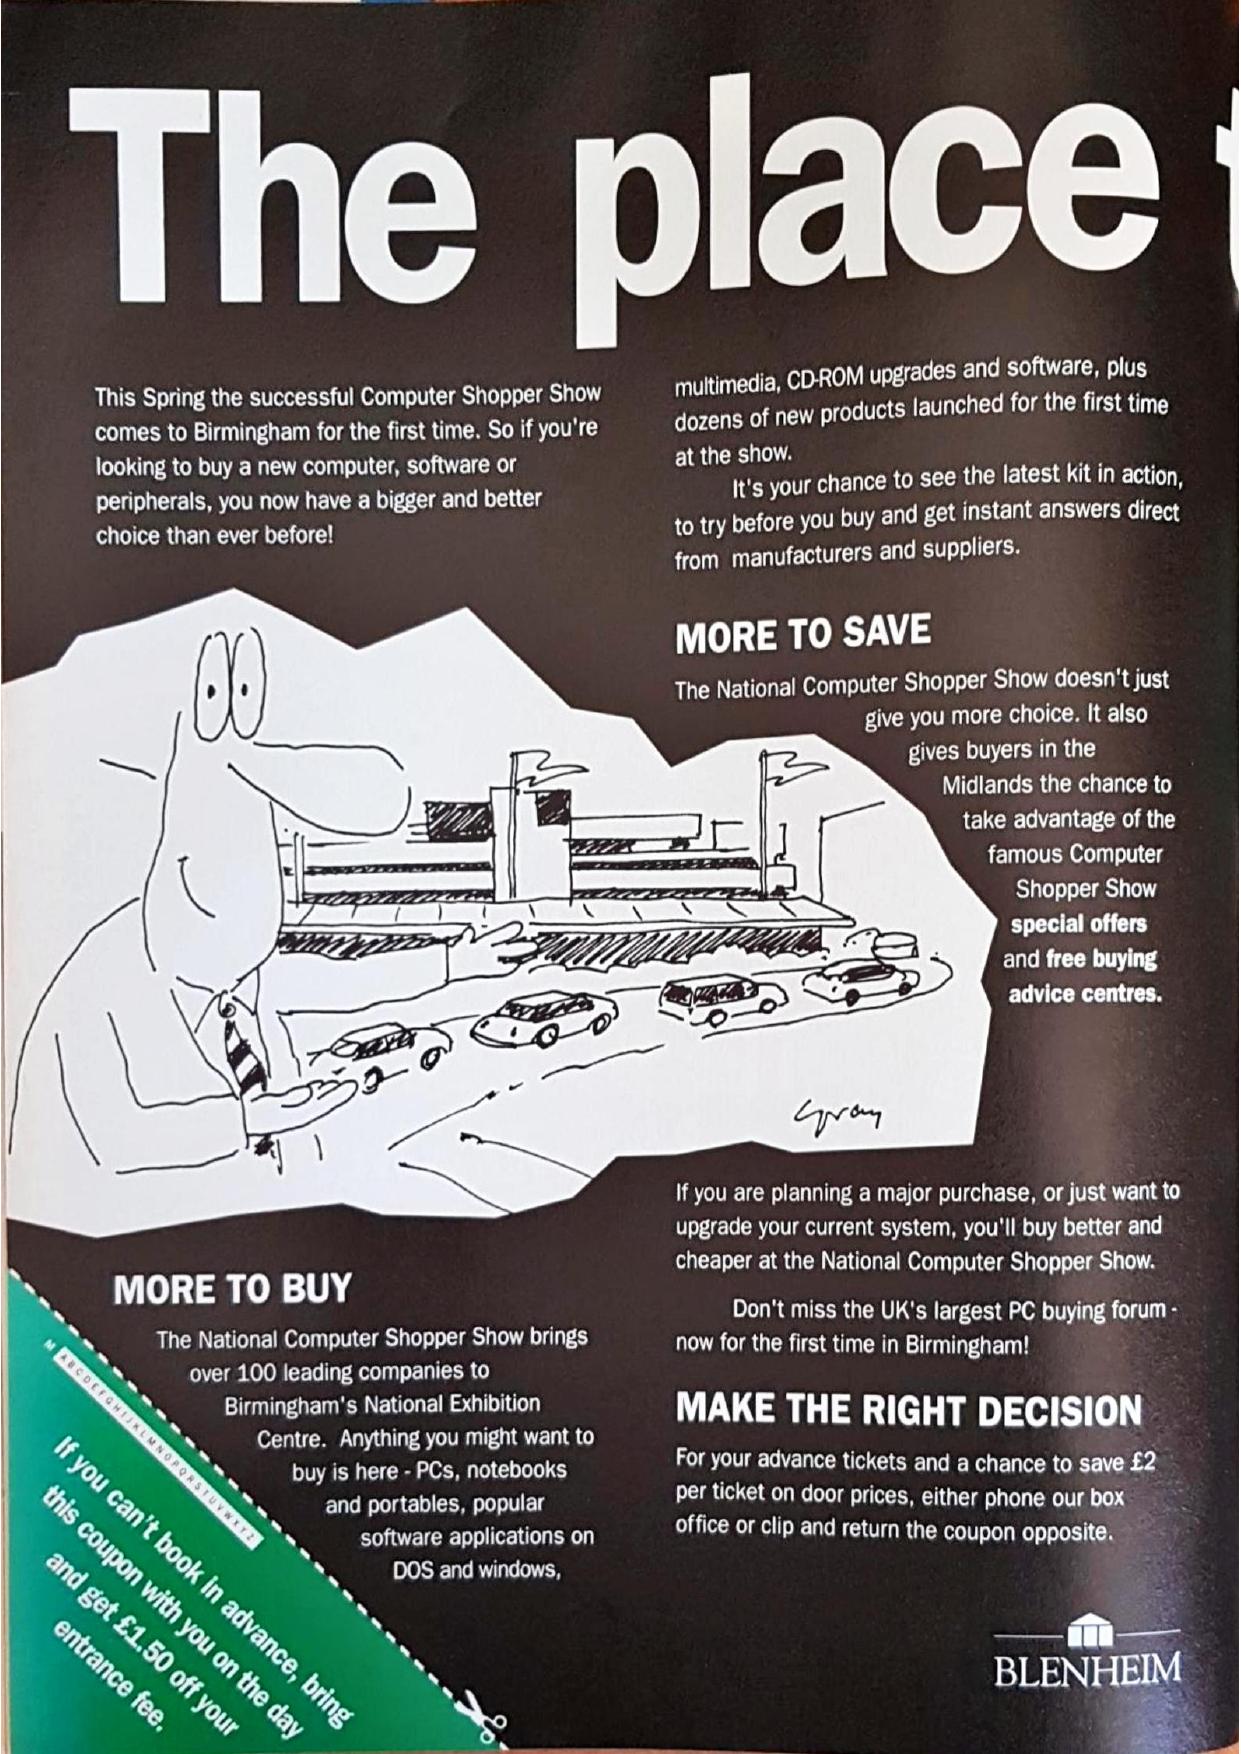 The place
This Spring the successful Computer Shopper Show
comes to Birmingham for the first time. So if you're
looking to buy a new computer, software or
peripherals, you now have a bigger and better
choice than ever before!
MORE TO BUY
The National Computer Shopper Show brings
over 100 leading companies to
Birmingham's National Exhibition
Centre. Anything you might want to
buy is here - PCs, notebooks
and portables, popular
software applications on
DOS and windows,
multimedia, CD-ROM upgrades and software, plus
dozens of new products launched for the first time
at the show.
It's your chance to see the latest kit in action,
to try before you buy and get instant answers direct
from manufacturers and suppliers.
MORE TO SAVE
The National Computer Shopper Show doesn't just
give you more choice. It also
gives buyers in the
Midlands the chance to
take advantage of the
famous Computer
Shopper Show
special offers
and free buying
advice centres.
Gray
If you are planning a major purchase, or just want to
upgrade your current system, you'll buy better and
cheaper at the National Computer Shopper Show.
Don't miss the UK's largest PC buying forum -
now for the first time in Birmingham!
MAKE THE RIGHT DECISION
For your advance tickets and a chance to save £2
per ticket on door prices, either phone our box
office or clip and return the coupon opposite.
M ABCDEFGHIJKLMNOPQRSTUVWXYZ
If you can't book in advance, bring
this coupon with you on the day
and get £1.50 off your
entrance fee.
BLENHEIM